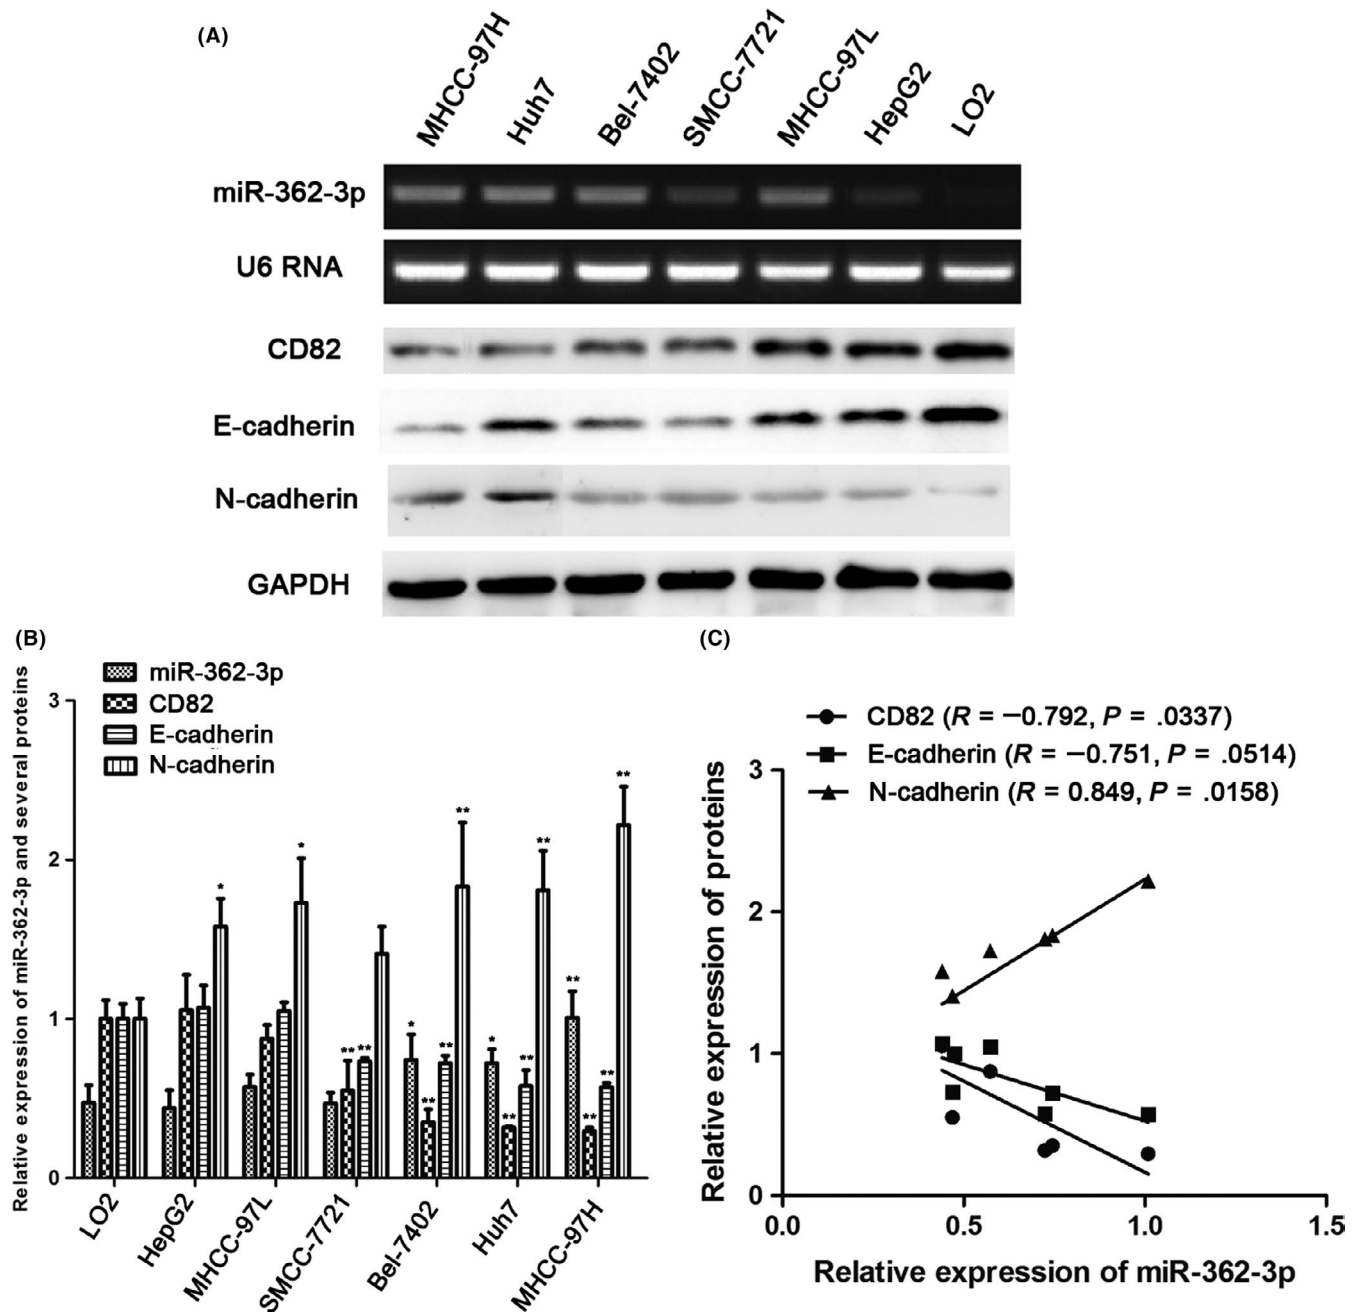 (A)
MHCC-97H
Huh7
Bel-7402
SMCC-7721
MHCC-97L
HepG2
LO2
miR-362-3p
U6 RNA
CD82
E-cadherin
N-cadherin
GAPDH
(B)
Relative expression of miR-362-3p and several proteins
miR-362-3p
CD82
E-cadherin
N-cadherin
3
2
1
0
*
*
** **
*
**
** **
*
**
** **
**
**
** **
LO2
HepG2
MHCC-97L
SMCC-7721
Bel-7402
Huh7
MHCC-97H
(C)
CD82 (R = −0.792, P = .0337)
E-cadherin (R = −0.751, P = .0514)
N-cadherin (R = 0.849, P = .0158)
Relative expression of proteins
3
2
1
0
0.0 0.5 1.0 1.5
Relative expression of miR-362-3p